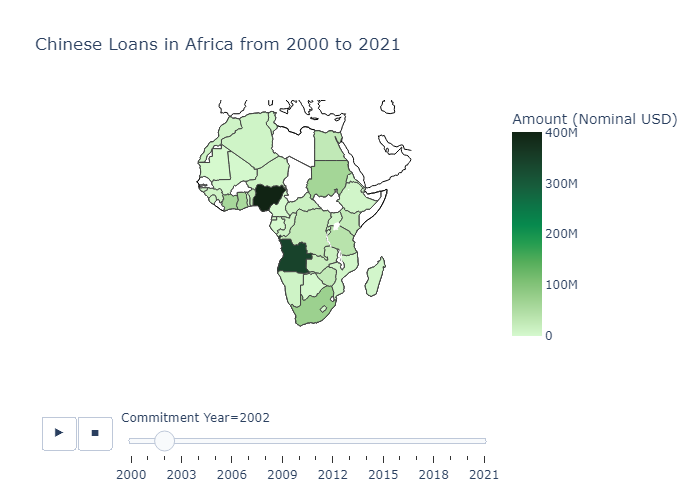 Chinese Loans in Africa from 2000 to 2021
Amount (Nominal USD)
400M
300M
200M
100M
0
Commitment Year=2002
2000 2003 2006 2009 2012 2015 2018 2021